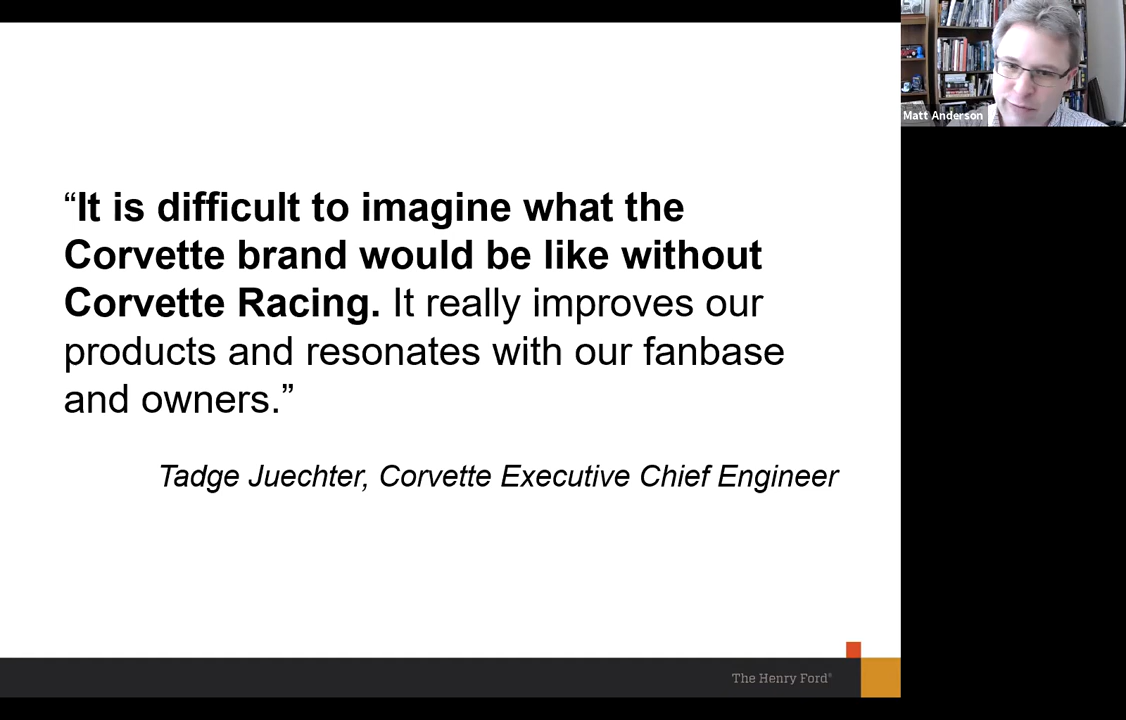 “It is difficult to imagine what the
Corvette brand would be like without
Corvette Racing. It really improves our
products and resonates with our fanbase
and owners.”
Tadge Juechter, Corvette Executive Chief Engineer
The Henry Ford®
Matt Anderson